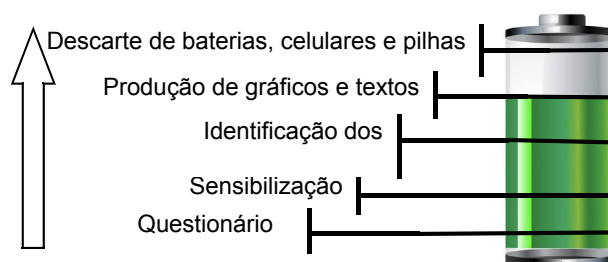 Descarte de baterias, celulares e pilhas
Produção de gráficos e textos
Identificação dos
Sensibilização
Questionário